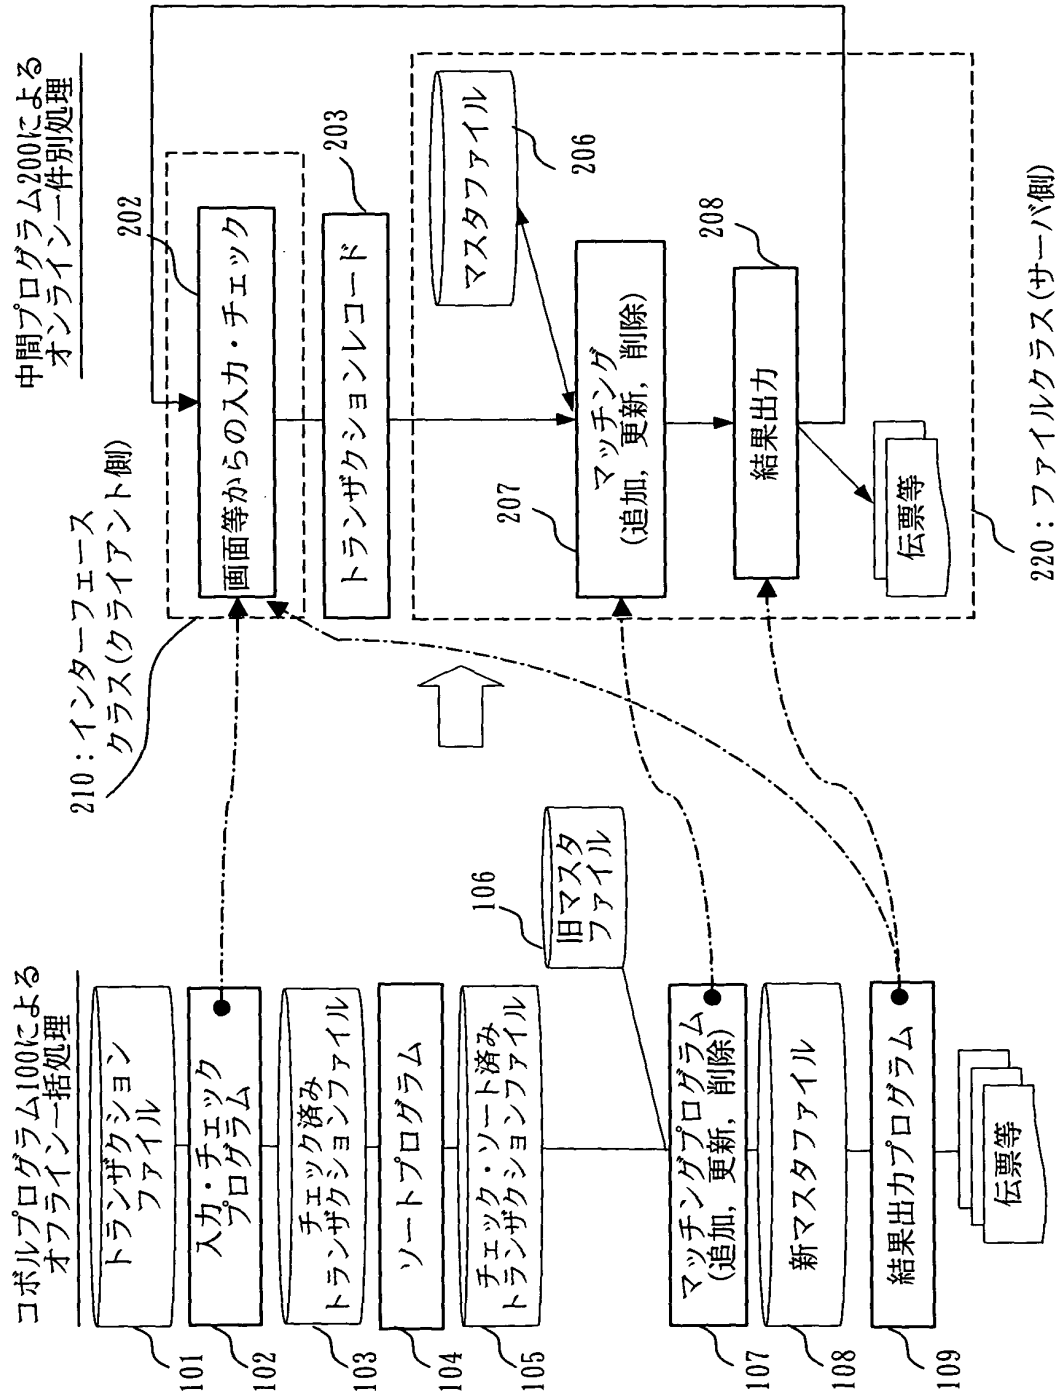 コボルプログラム100による
オフライン一括処理
トランザクション
ファイル
101
入力・チェック
プログラム
102
チェック済み
トランザクションファイル
103
ソートプログラム
104
チェック・ソート済み
トランザクションファイル
105
旧マスタ
ファイル
106
マッチングプログラム
(追加, 更新, 削除)
107
新マスタファイル
108
結果出力プログラム
109
伝票等
中間プログラム200による
オンライン一件別処理
210:インターフェース
クラス(クライアント側)
画面等からの入力・チェック
202
トランザクションレコード
203
マスタファイル
206
マッチング
(追加, 更新, 削除)
207
結果出力
208
伝票等
220:ファイルクラス(サーバ側)